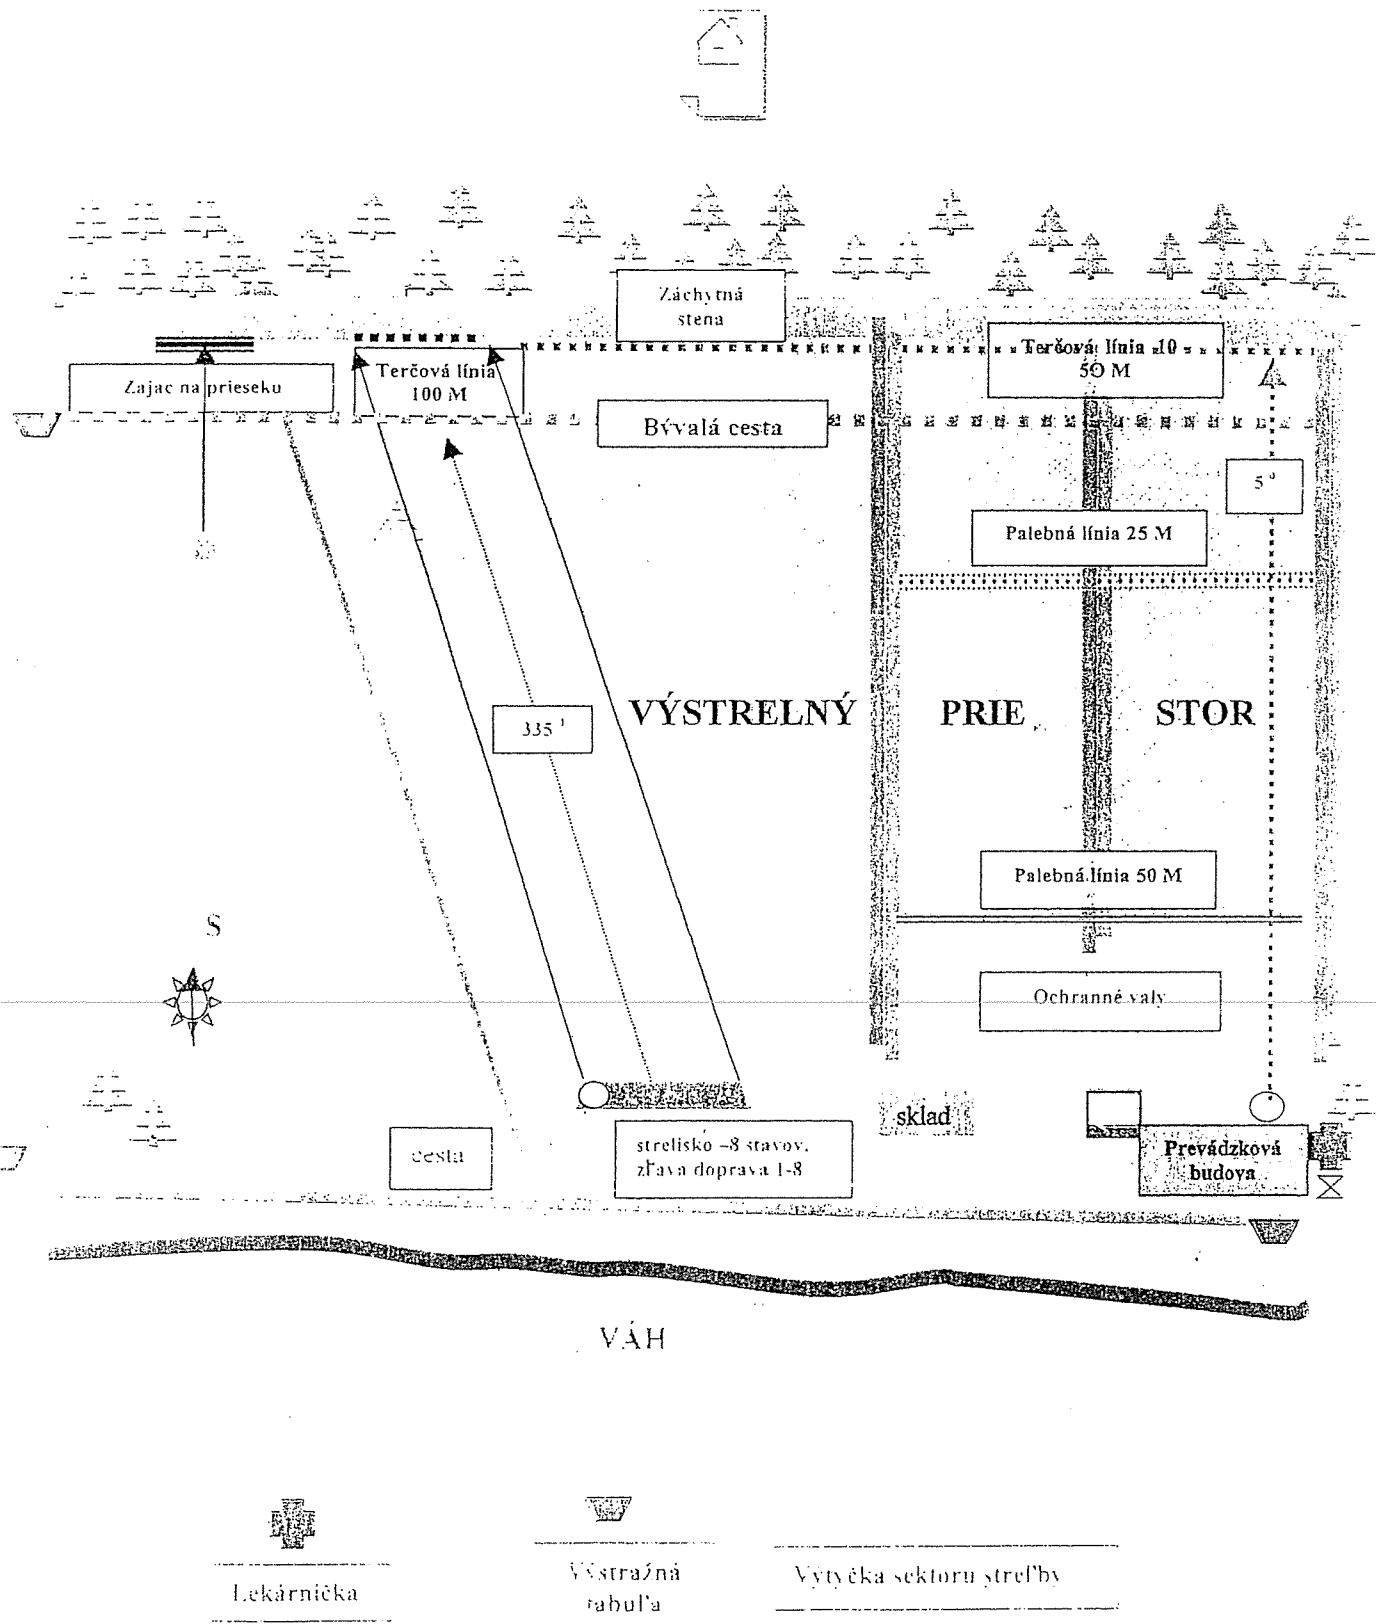 Záchytná
stena
Zajac na prieseku
Terčová línia
100 M
Terčová línia 10
50 M
Bývalá cesta
5
Palebná línia 25 M
335
VÝSTRELNÝ PRIE STOR
Palebná línia 50 M
S
Ochranné valy
sklad
cesta
strelisko –8 stavov.
zľava doprava 1-8
Prevádzková
budova
VÁH
Lekárnička
Výstražná
tabuľa
Výtyčka sektoru streľby